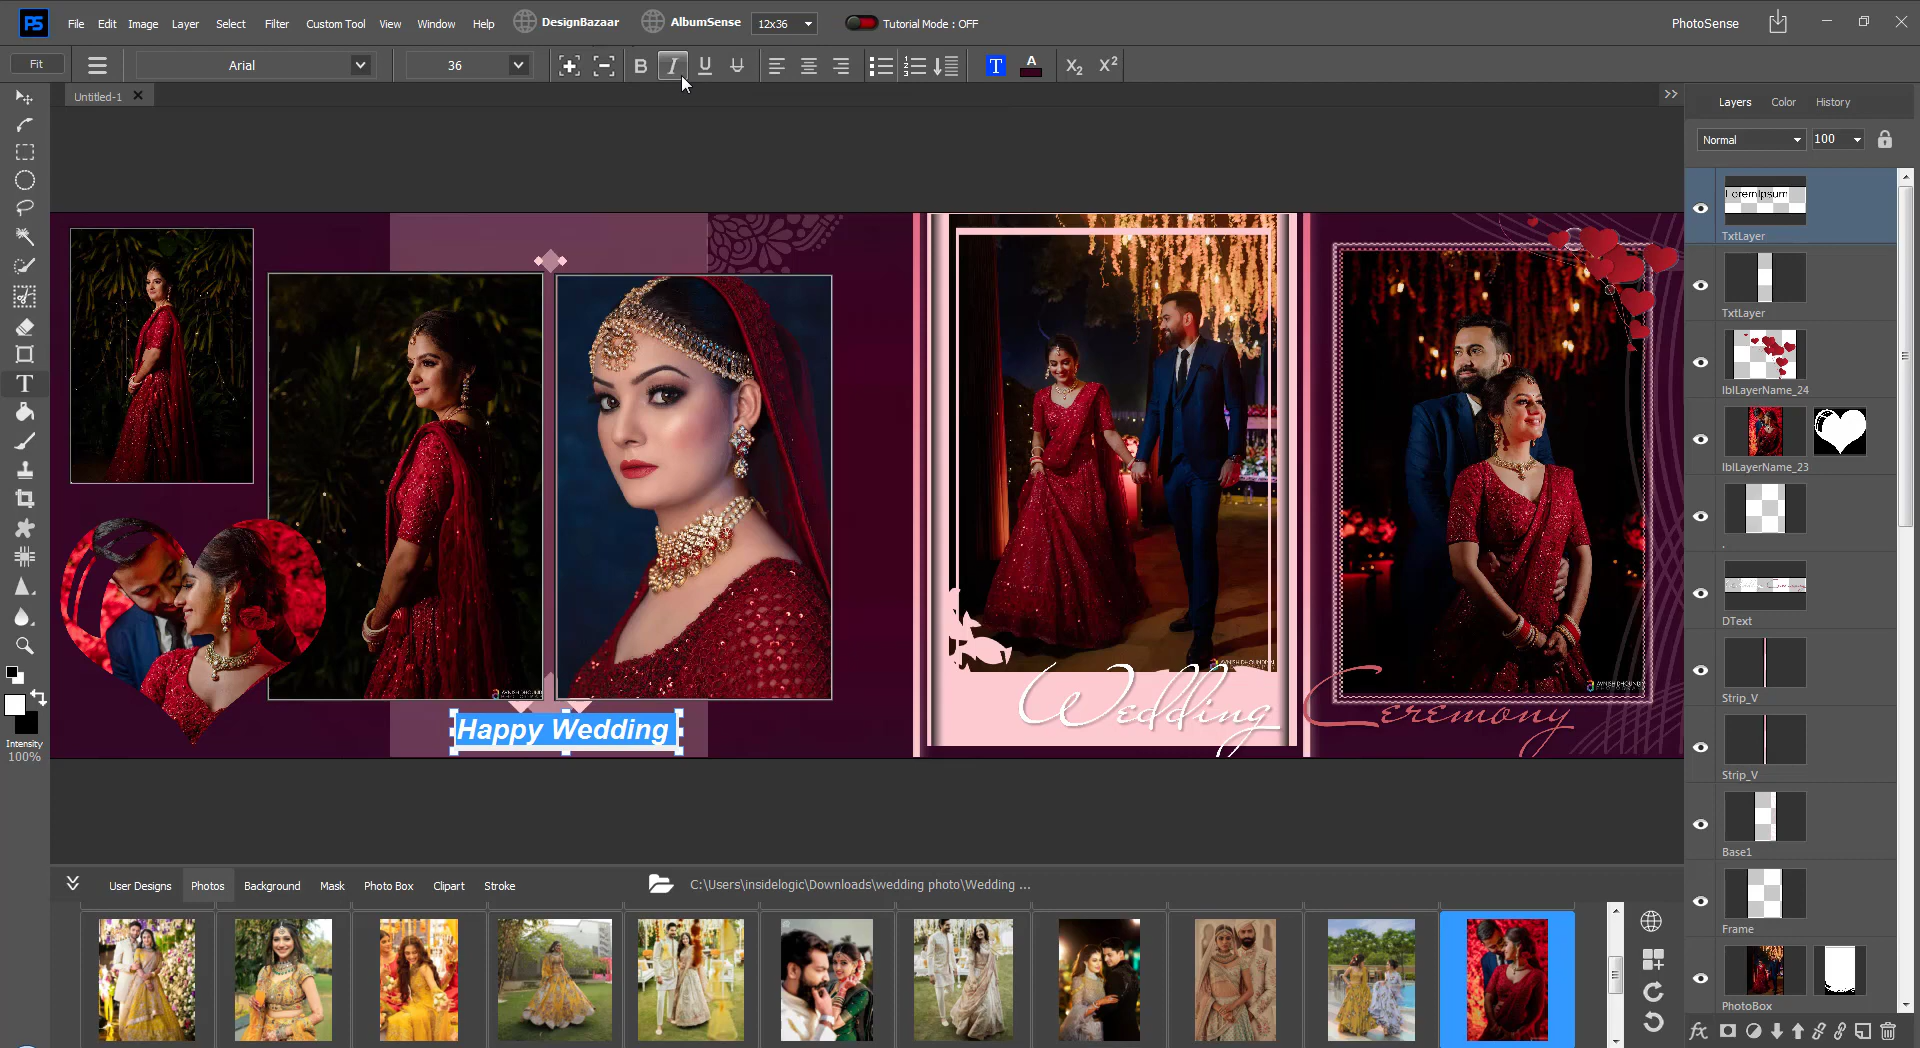 PS
File Edit Image Layer Select Filter Custom Tool View Window Help DesignBazaar AlbumSense 12x36 Tutorial Mode : OFF PhotoSense
Fit Arial 36 B I U T A X2 X2
Untitled-1
Layers Color History
Normal 100
LoremIpsum
TxtLayer
TxtLayer
lblLayerName_24
lblLayerName_23
.
DText
Strip_V
Strip_V
Base1
Frame
PhotoBox
T
Intensity
100%
Happy Wedding
Wedding Ceremony
User Designs Photos Background Mask Photo Box Clipart Stroke C:\Users\insidelogic\Downloads\wedding photo\Wedding ...
fx